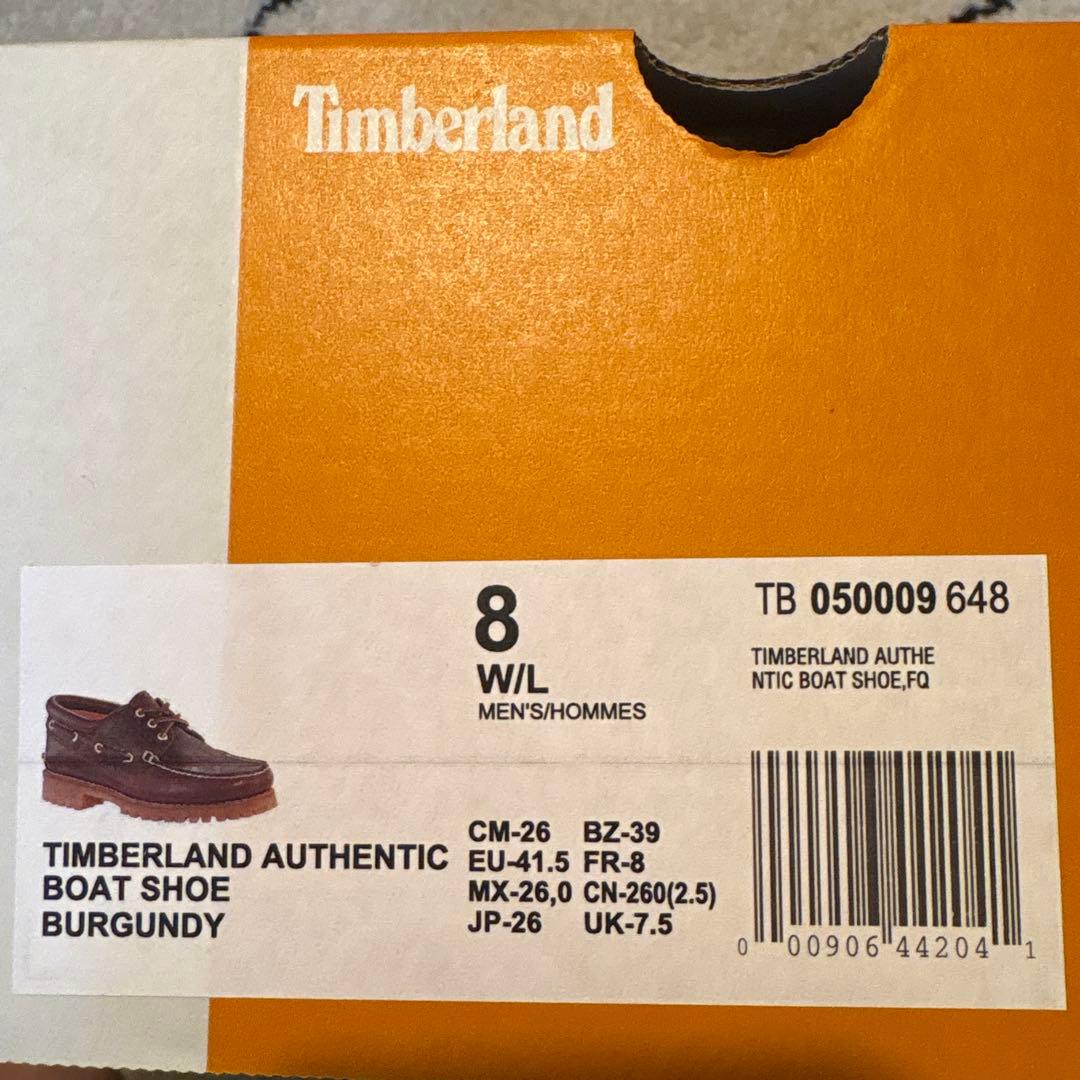 Timberland®
8
W/L
MEN'S/HOMMES
TB 050009 648
TIMBERLAND AUTHE
NTIC BOAT SHOE,FQ
TIMBERLAND AUTHENTIC
BOAT SHOE
BURGUNDY
CM-26 BZ-39
EU-41.5 FR-8
MX-26,0 CN-260(2.5)
JP-26 UK-7.5
0 00906 44204 1